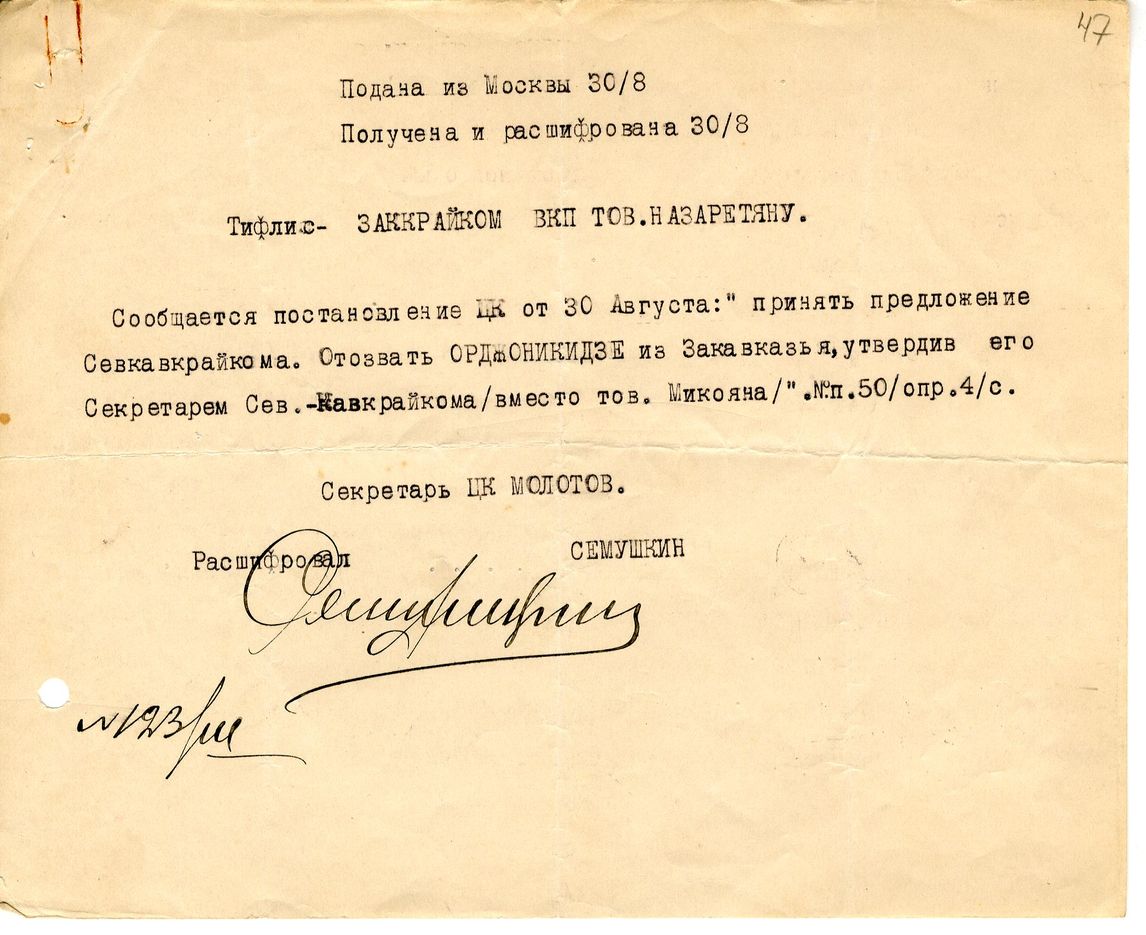 47
Подана из Москвы 30/8
Получена и расшифрована 30/8
Тифлис- ЗАККРАЙКОМ ВКП ТОВ.НАЗАРЕТЯНУ.
Сообщается постановление ЦК от 30 Августа:" принять предложение
Севкавкрайкома. Отозвать ОРДЖОНИКИДЗЕ из Закавказья,утвердив его
Секретарем Сев.-Кавкрайкома/вместо тов. Микояна/".№п.50/опр.4/с.
Секретарь ЦК МОЛОТОВ.
Расшифровал СЕМУШКИН
N123/ш